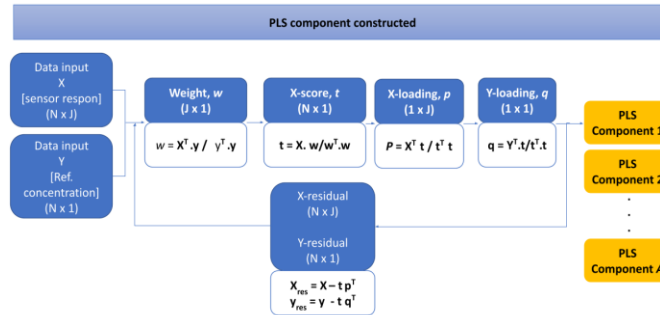 PLS component constructed
Data input
X
[sensor respon]
(N x J)
Data input
Y
[Ref.
concentration]
(N x 1)
Weight, w
(J x 1)
w = Xᵀ.y / yᵀ.y
X-score, t
(N x 1)
t = X. w/wᵀ.w
X-loading, p
(1 x J)
P = Xᵀ t / tᵀ t
Y-loading, q
(1 x 1)
q = Yᵀ.t/tᵀ.t
PLS
Component 1
PLS
Component 2
.
.
.
PLS
Component A
X-residual
(N x J)
Y-residual
(N x 1)
Xres = X – t pᵀ
yres = y - t qᵀ